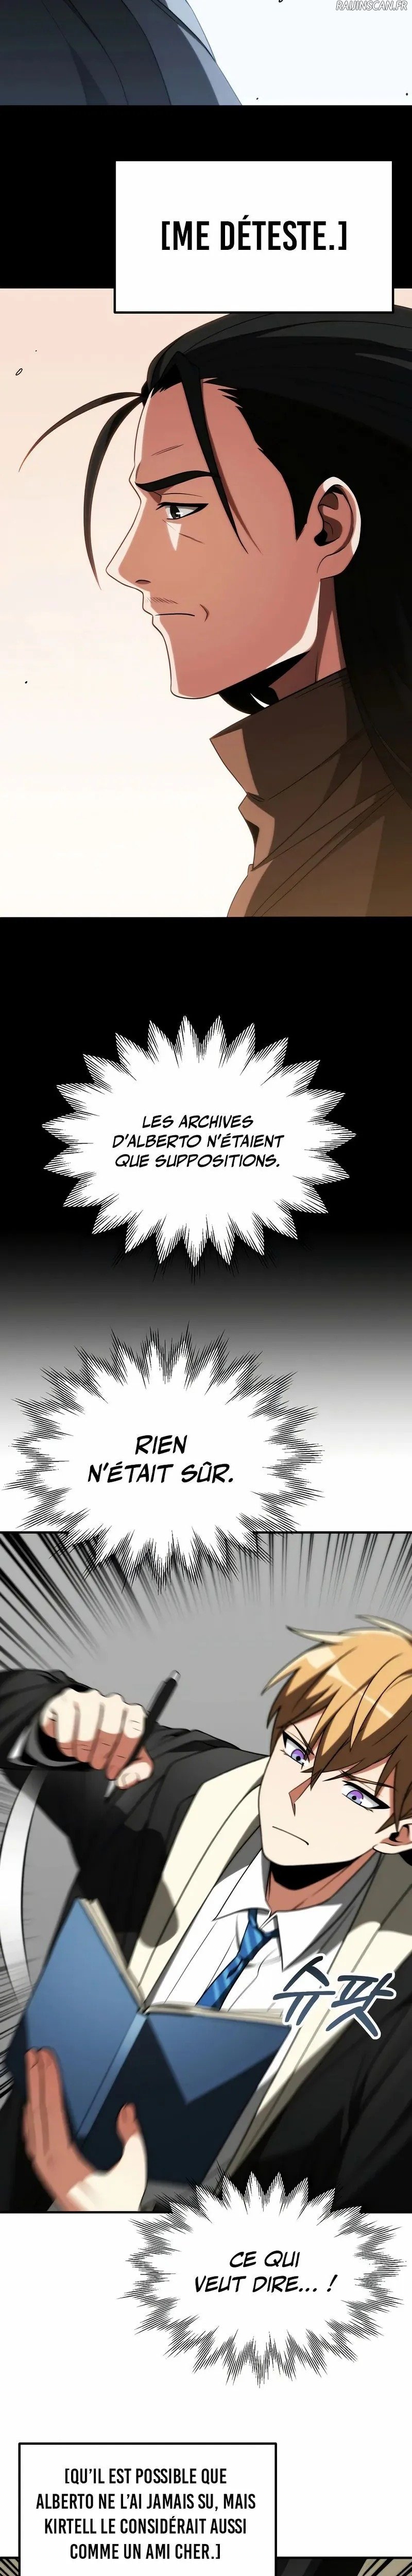 RAIJINSCAN.FR
[ME DÉTESTE.]
LES ARCHIVES
D'ALBERTO N'ÉTAIENT
QUE SUPPOSITIONS.
RIEN
N'ÉTAIT SÛR.
슈팟
CE QUI
VEUT DIRE... !
[QU'IL EST POSSIBLE QUE
ALBERTO NE L'AI JAMAIS SU, MAIS
KIRTELL LE CONSIDÉRAIT AUSSI
COMME UN AMI CHER.]